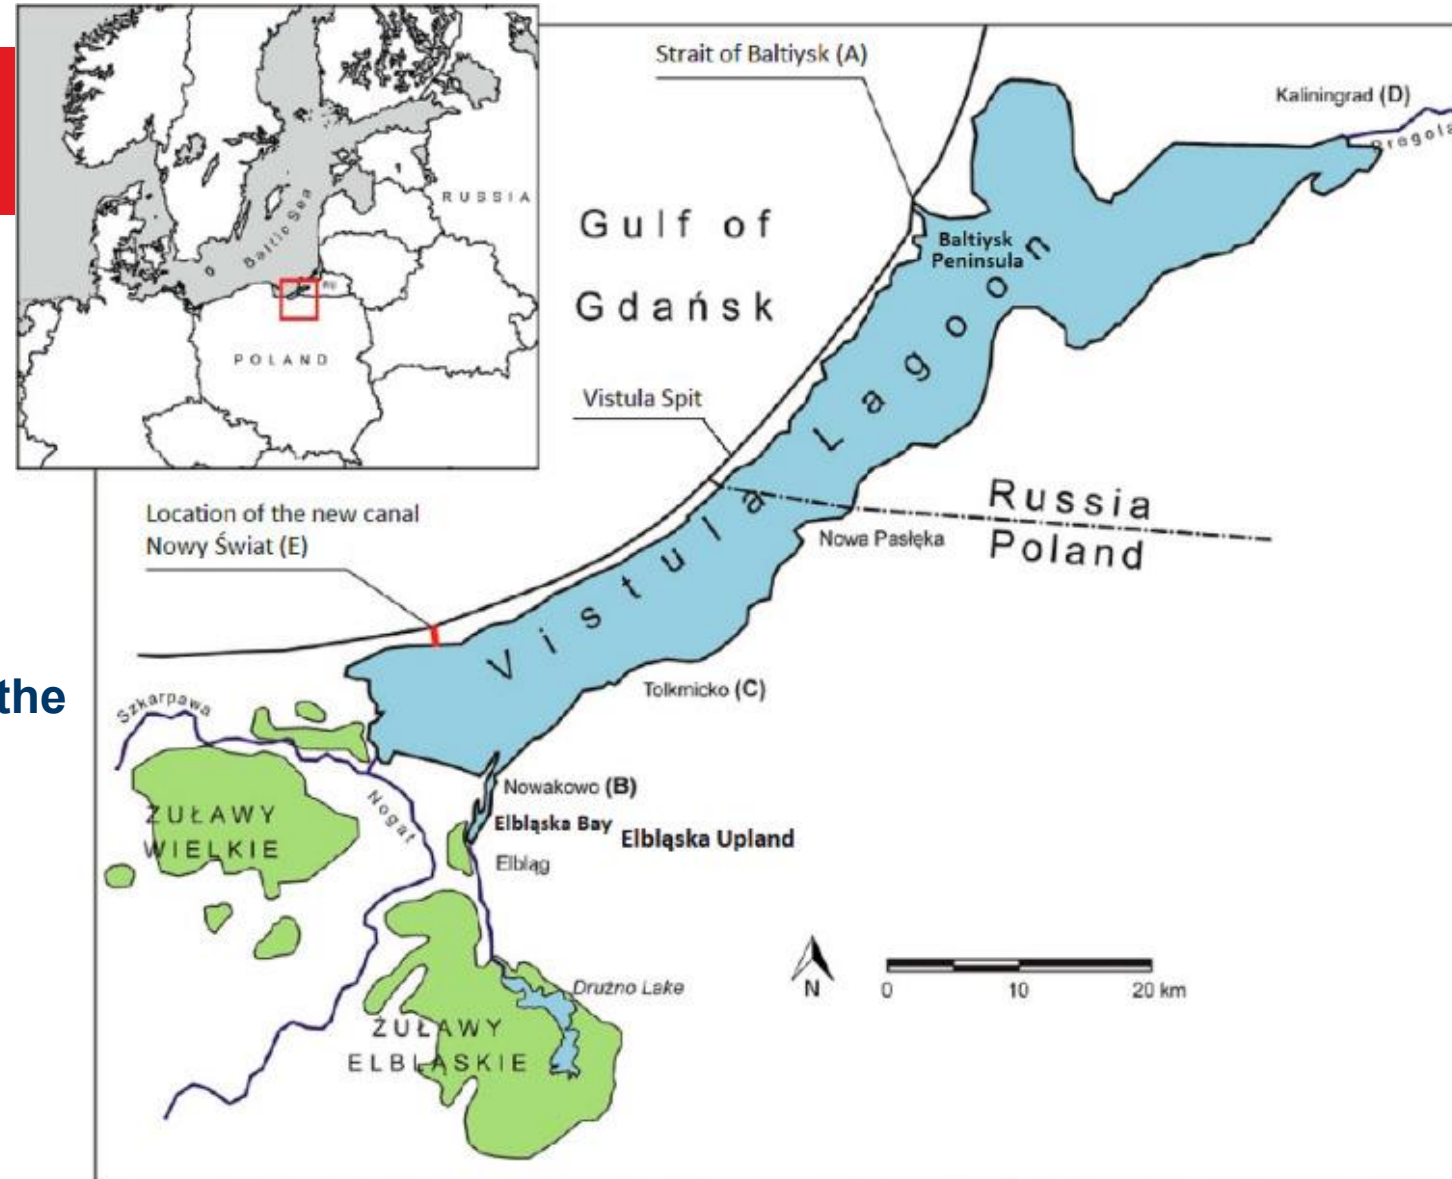 RUSSIA
Baltic Sea
RU
POLAND
Strait of Baltiysk (A)
Kaliningrad (D)
Gulf of
Gdańsk
Baltiysk
Peninsula
Vistula Spit
Vistula Lagoon
Location of the new canal
Nowy Świat (E)
Russia
Poland
Nowa Pasłęka
the
Tolkmicko (C)
Szkarpawa
Nogat
ŻUŁAWY
WIELKIE
Nowakowo (B)
Elbląska Bay
Elbląska Upland
Elbląg
Drużno Lake
ŻUŁAWY
ELBLĄSKIE
N
0 10 20 km